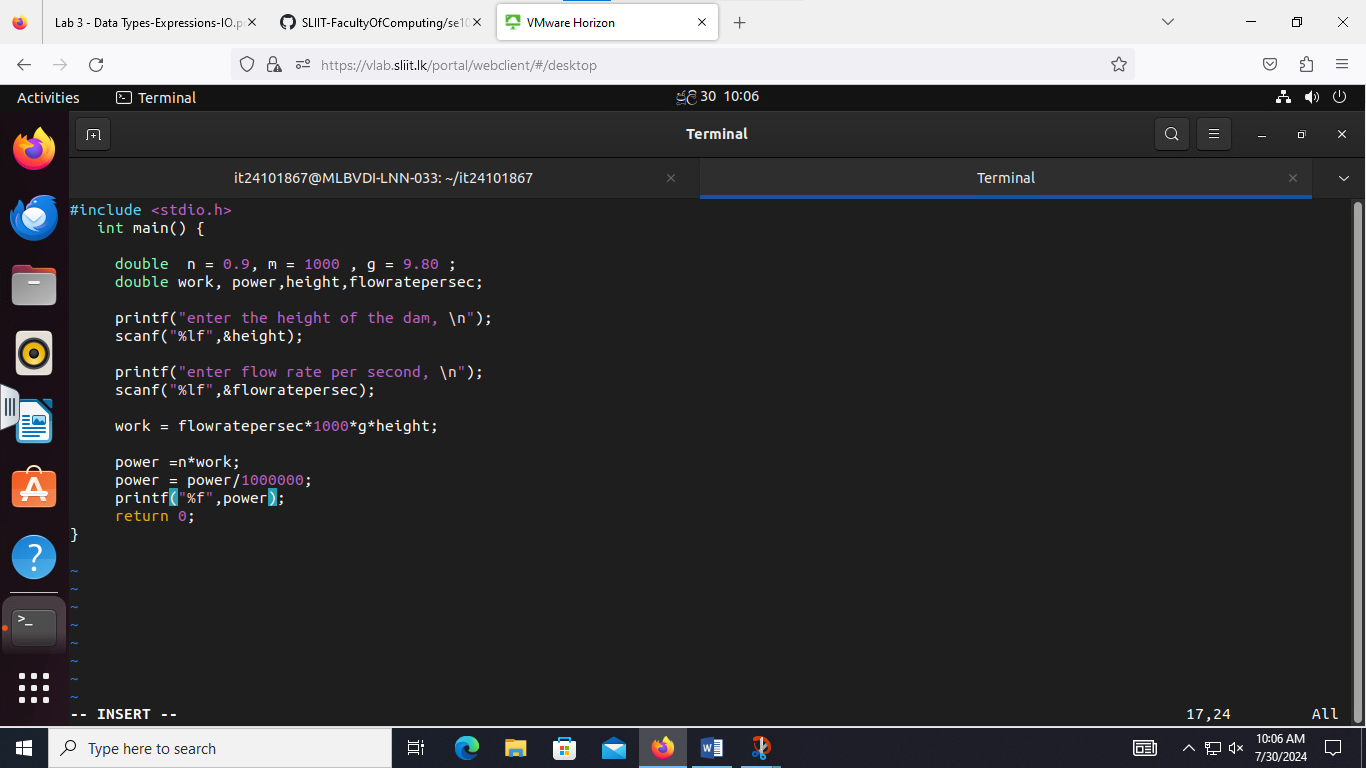 Lab 3 - Data Types-Expressions-IO.p
SLIIT-FacultyOfComputing/se10
VMware Horizon
https://vlab.sliit.lk/portal/webclient/#/desktop
Activities
Terminal
ජූලි 30 10:06
Terminal
it24101867@MLBVDI-LNN-033: ~/it24101867
Terminal
#include <stdio.h>
int main() {
double  n = 0.9, m = 1000 , g = 9.80 ;
double work, power,height,flowratepersec;
printf("enter the height of the dam, \n");
scanf("%lf",&height);
printf("enter flow rate per second, \n");
scanf("%lf",&flowratepersec);
work = flowratepersec*1000*g*height;
power =n*work;
power = power/1000000;
printf("%f",power);
return 0;
}
~
~
~
~
~
~
~
~
-- INSERT --
17,24
All
Type here to search
10:06 AM
7/30/2024